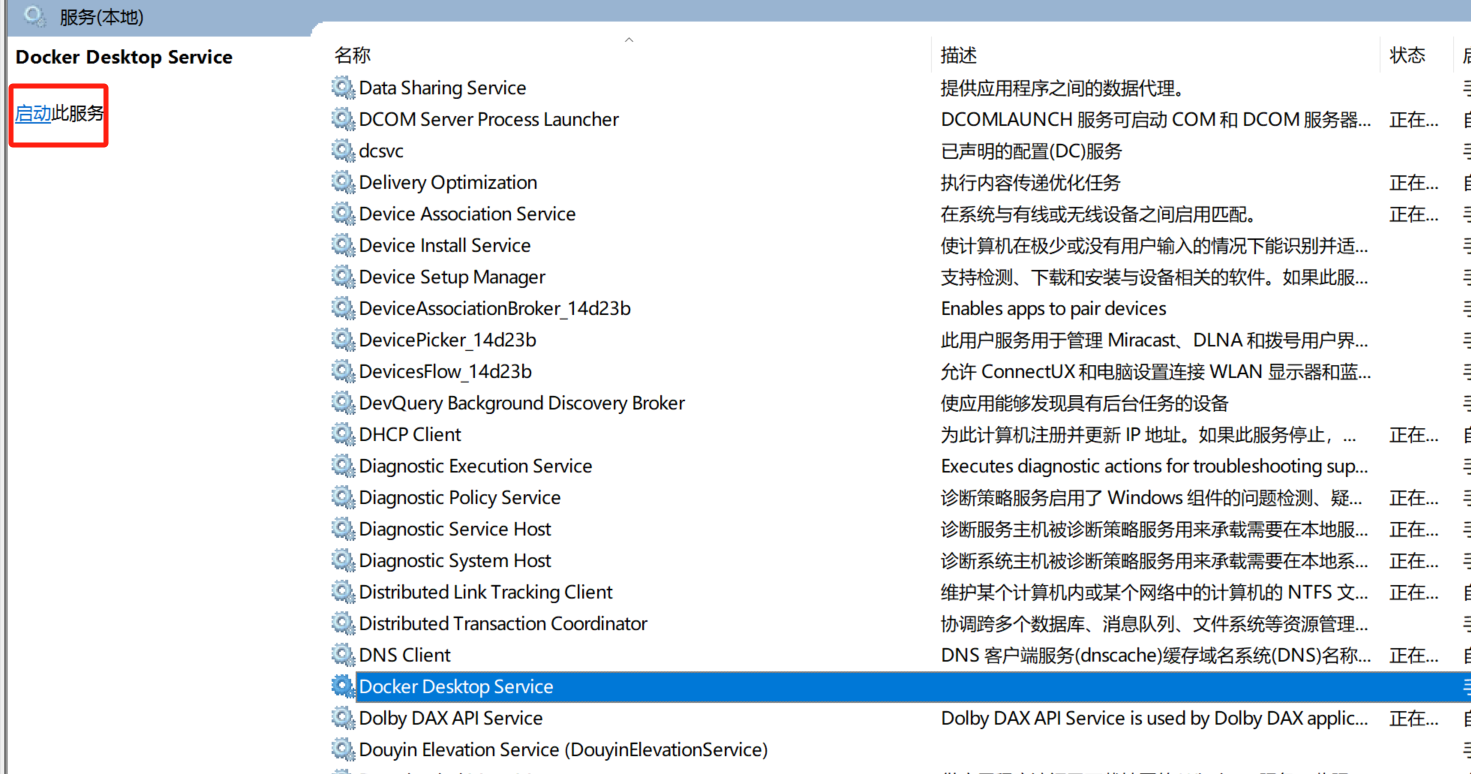 服务(本地)
Docker Desktop Service
启动此服务
名称 描述 状态
Data Sharing Service 提供应用程序之间的数据代理。
DCOM Server Process Launcher DCOMLAUNCH 服务可启动 COM 和 DCOM 服务器... 正在...
dcsvc 已声明的配置(DC)服务
Delivery Optimization 执行内容传递优化任务 正在...
Device Association Service 在系统与有线或无线设备之间启用匹配。 正在...
Device Install Service 使计算机在极少或没有用户输入的情况下能识别并适...
Device Setup Manager 支持检测、下载和安装与设备相关的软件。如果此服...
DeviceAssociationBroker_14d23b Enables apps to pair devices
DevicePicker_14d23b 此用户服务用于管理 Miracast、DLNA 和拨号用户界...
DevicesFlow_14d23b 允许 ConnectUX 和电脑设置连接 WLAN 显示器和蓝...
DevQuery Background Discovery Broker 使应用能够发现具有后台任务的设备
DHCP Client 为此计算机注册并更新 IP 地址。如果此服务停止，... 正在...
Diagnostic Execution Service Executes diagnostic actions for troubleshooting sup...
Diagnostic Policy Service 诊断策略服务启用了 Windows 组件的问题检测、疑... 正在...
Diagnostic Service Host 诊断服务主机被诊断策略服务用来承载需要在本地服... 正在...
Diagnostic System Host 诊断系统主机被诊断策略服务用来承载需要在本地系... 正在...
Distributed Link Tracking Client 维护某个计算机内或某个网络中的计算机的 NTFS 文... 正在...
Distributed Transaction Coordinator 协调跨多个数据库、消息队列、文件系统等资源管理...
DNS Client DNS 客户端服务(dnscache)缓存域名系统(DNS)名称... 正在...
Docker Desktop Service
Dolby DAX API Service Dolby DAX API Service is used by Dolby DAX applic... 正在...
Douyin Elevation Service (DouyinElevationService)